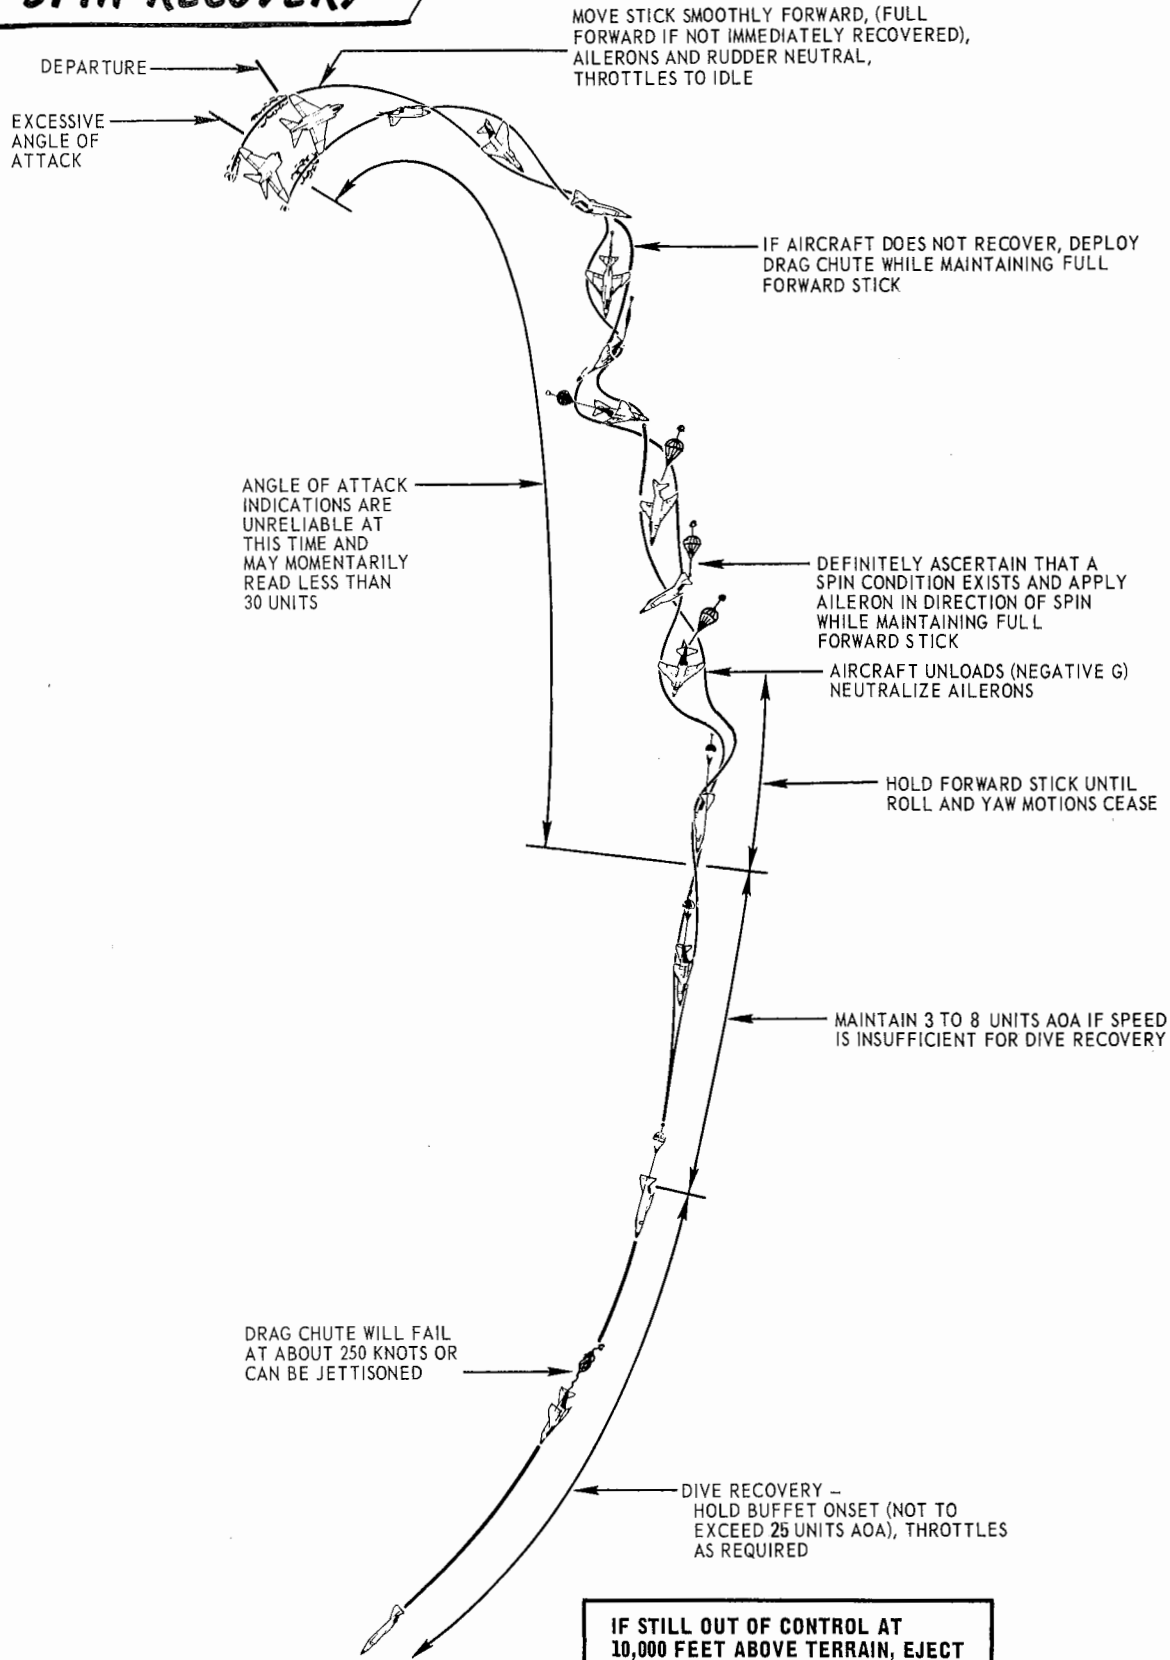 SPIN RECOVERY
MOVE STICK SMOOTHLY FORWARD, (FULL
FORWARD IF NOT IMMEDIATELY RECOVERED),
AILERONS AND RUDDER NEUTRAL,
THROTTLES TO IDLE
DEPARTURE
EXCESSIVE
ANGLE OF
ATTACK
IF AIRCRAFT DOES NOT RECOVER, DEPLOY
DRAG CHUTE WHILE MAINTAINING FULL
FORWARD STICK
ANGLE OF ATTACK
INDICATIONS ARE
UNRELIABLE AT
THIS TIME AND
MAY MOMENTARILY
READ LESS THAN
30 UNITS
DEFINITELY ASCERTAIN THAT A
SPIN CONDITION EXISTS AND APPLY
AILERON IN DIRECTION OF SPIN
WHILE MAINTAINING FULL
FORWARD STICK
AIRCRAFT UNLOADS (NEGATIVE G)
NEUTRALIZE AILERONS
HOLD FORWARD STICK UNTIL
ROLL AND YAW MOTIONS CEASE
MAINTAIN 3 TO 8 UNITS AOA IF SPEED
IS INSUFFICIENT FOR DIVE RECOVERY
DRAG CHUTE WILL FAIL
AT ABOUT 250 KNOTS OR
CAN BE JETTISONED
DIVE RECOVERY –
HOLD BUFFET ONSET (NOT TO
EXCEED 25 UNITS AOA), THROTTLES
AS REQUIRED
IF STILL OUT OF CONTROL AT
10,000 FEET ABOVE TERRAIN, EJECT